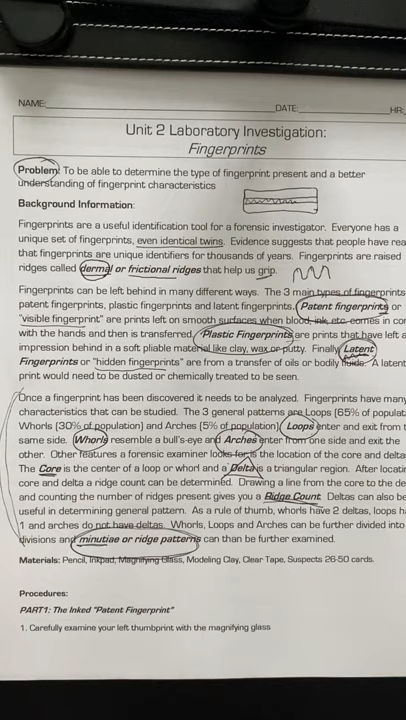 NAME: DATE: HR:
Unit 2 Laboratory Investigation:
Fingerprints
Problem: To be able to determine the type of fingerprint present and a better
understanding of fingerprint characteristics
Background Information:
Fingerprints are a useful identification tool for a forensic investigator. Everyone has a
unique set of fingerprints, even identical twins. Evidence suggests that people have
that fingerprints are unique identifiers for thousands of years. Fingerprints are raised
ridges called dermal or frictional ridges that help us grip.
Fingerprints can be left behind in many different ways. The 3 main types of fingerprints
patent fingerprints, plastic fingerprints and latent fingerprints. Patent fingerprints or
"visible fingerprint" are prints left on smooth surfaces when blood, ink, etc. comes in
with the hands and then is transferred. Plastic Fingerprints are prints that have left a
impression behind in a soft pliable material like clay, wax or putty. Finally Latent
Fingerprints or "hidden fingerprints" are from a transfer of oils or bodily fluids. A latent
print would need to be dusted or chemically treated to be seen.
Once a fingerprint has been discovered it needs to be analyzed. Fingerprints have many
characteristics that can be studied. The 3 general patterns are Loops (65% of
Whorls (30% of population) and Arches (5% of population). Loops enter and exit from
same side. Whorls resemble a bull's-eye and Arches enter from one side and exit the
other. Other features a forensic examiner looks for is the location of core and delta
The Core is the center of a loop or whorl and a Delta is a triangular region. After
core and delta a ridge count can be determined. Drawing a line from the core to the
and counting the number of ridges present gives you a Ridge Count. Deltas can also be
useful in determining general pattern. As a rule of thumb, whorls have 2 deltas, loops
1 and arches do not have deltas. Whorls, Loops and Arches can be further divided into
divisions and minutiae or ridge patterns can than be further examined.
Materials: Pencil, Inkpad, Magnifying Glass, Modeling Clay, Clear Tape, Suspects 26-50 cards.
Procedures:
PART1: The Inked "Patent Fingerprint"
1. Carefully examine your left thumbprint with the magnifying glass